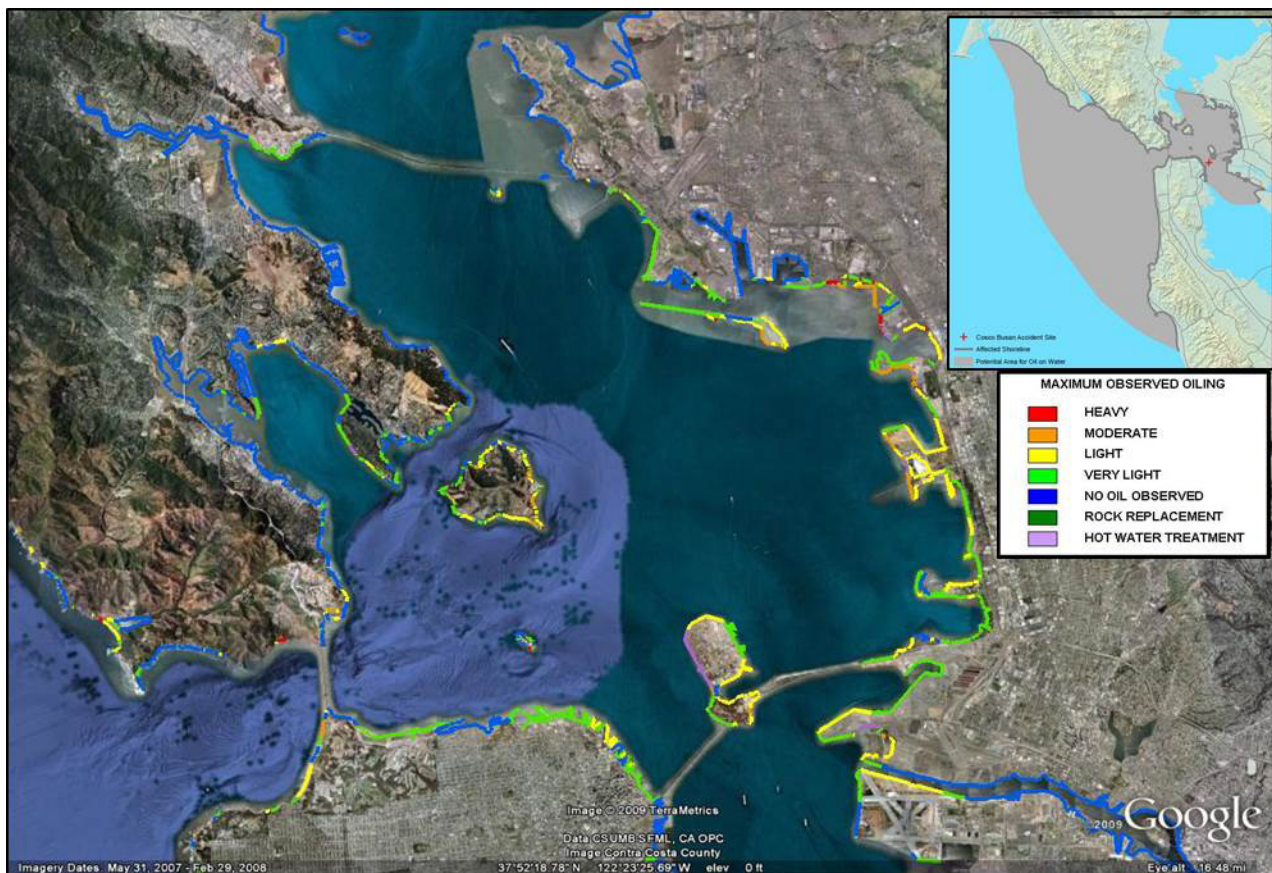 Cosco Busan Accident Site
Affected Shoreline
Potential Area for Oil on Water
MAXIMUM OBSERVED OILING
HEAVY
MODERATE
LIGHT
VERY LIGHT
NO OIL OBSERVED
ROCK REPLACEMENT
HOT WATER TREATMENT
Image © 2009 TerraMetrics
Data CSUMB SFML, CA OPC
Image Contra Costa County
2009 Google
Imagery Dates: May 31, 2007 - Feb 29, 2008 37°52'18.78" N 122°23'25.69" W elev 0 ft Eye alt 16.48 mi